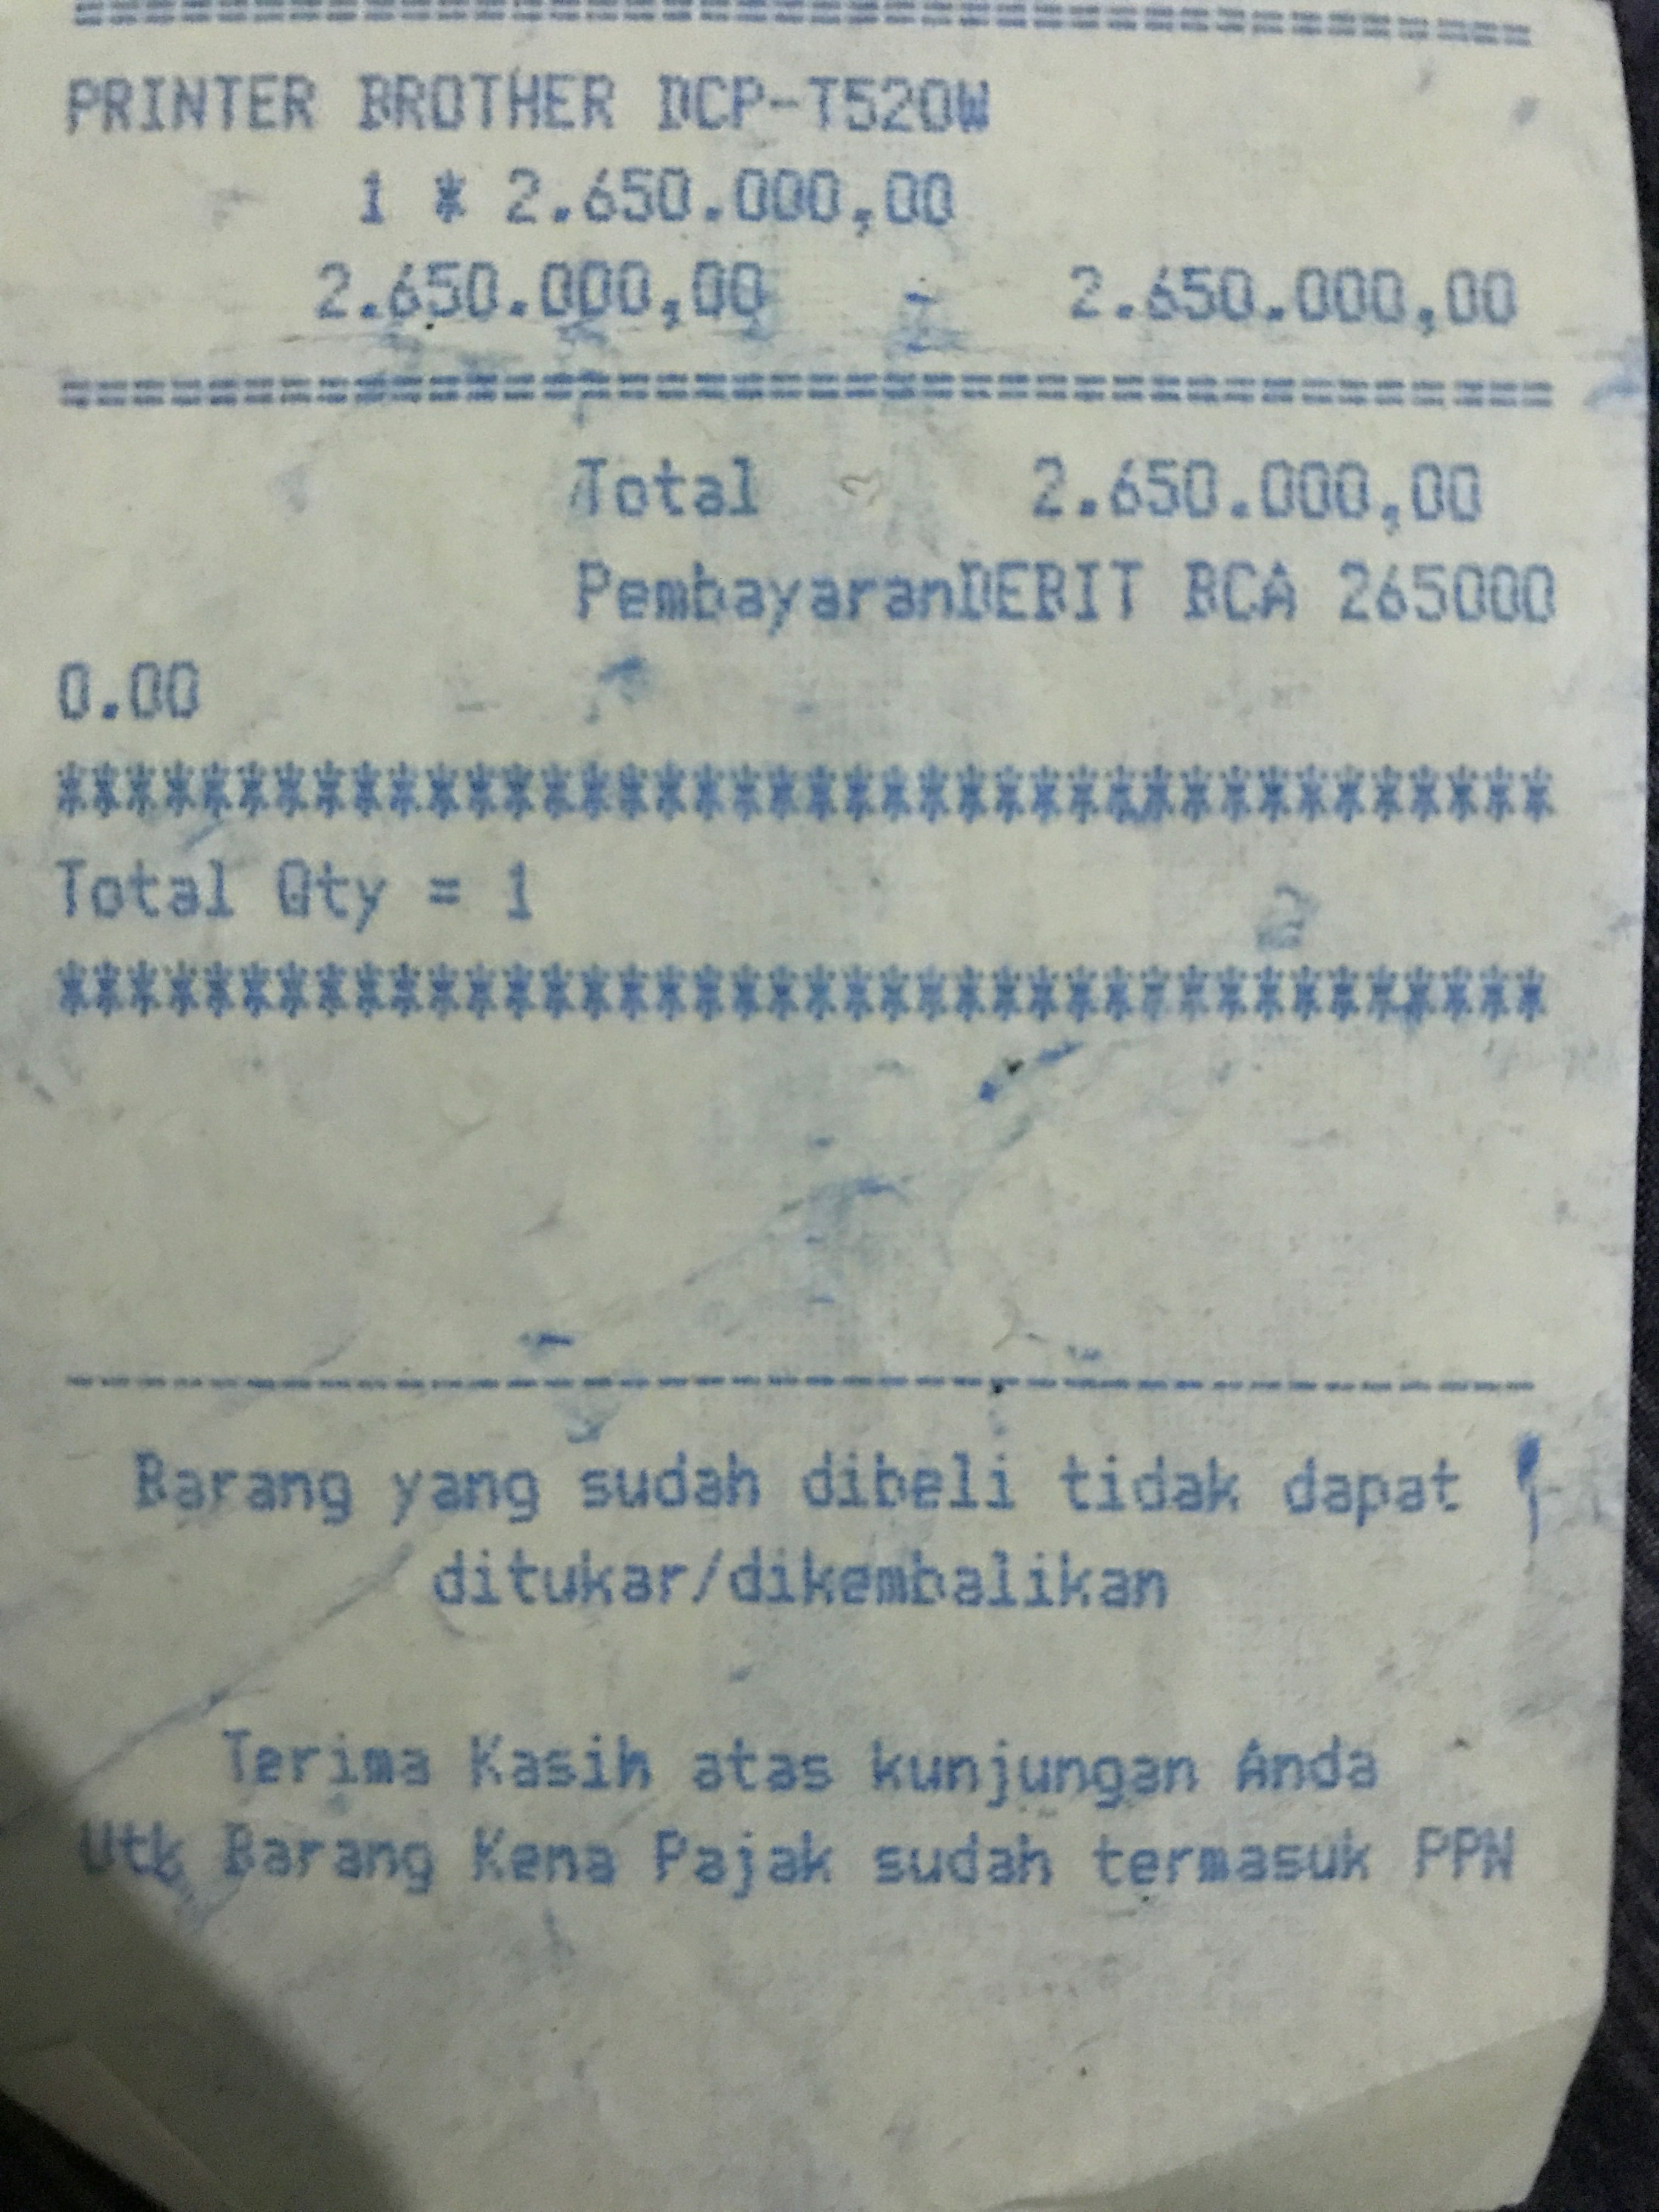 ========================================
PRINTER BROTHER DCP-T520W
1 * 2.650.000,00
2.650.000,00 2.650.000,00
========================================
Total 2.650.000,00
PembayaranDEBIT BCA 265000
0.00
****************************************
Total Qty = 1
****************************************
----------------------------------------
Barang yang sudah dibeli tidak dapat
ditukar/dikembalikan
Terima Kasih atas kunjungan Anda
Utk Barang Kena Pajak sudah termasuk PPN